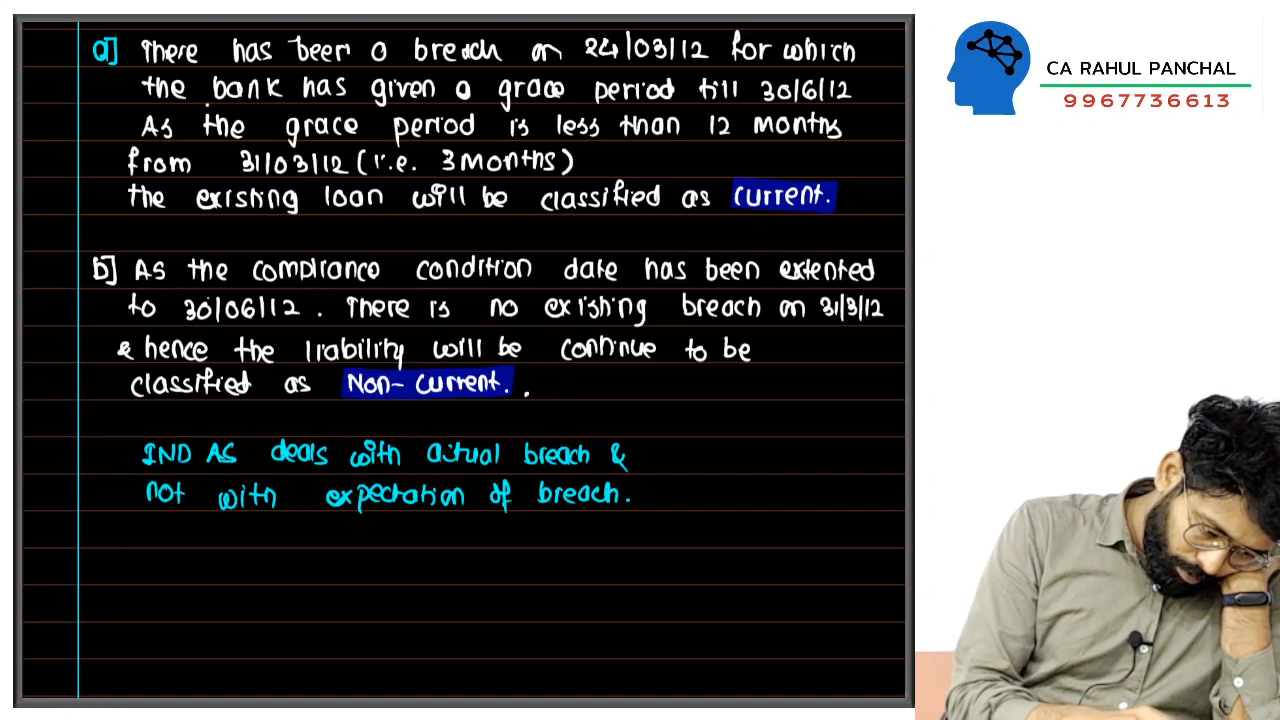 a] There has been a breach on 24/03/12 for which
the bank has given a grace period till 30/6/12
As the grace period is less than 12 months
from 31/03/12 (i.e. 3 months)
The existing loan will be classified as current.
b] As the compliance condition date has been extented
to 30/06/12. There is no existing breach on 31/3/12
& hence the liability will be continue to be
classified as Non-current.
IND AS deals with actual breach &
not with expectation of breach.
CA RAHUL PANCHAL
9967736613